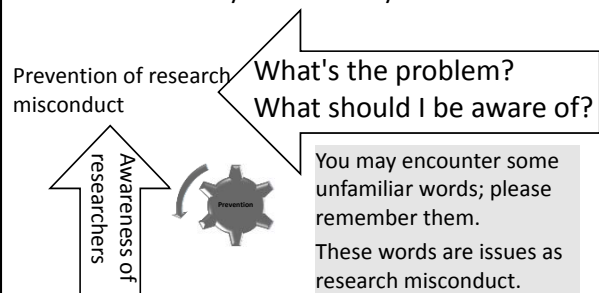 Prevention of research
misconduct
What's the problem?
What should I be aware of?
Awareness of
researchers
Prevention
You may encounter some
unfamiliar words; please
remember them.
These words are issues as
research misconduct.